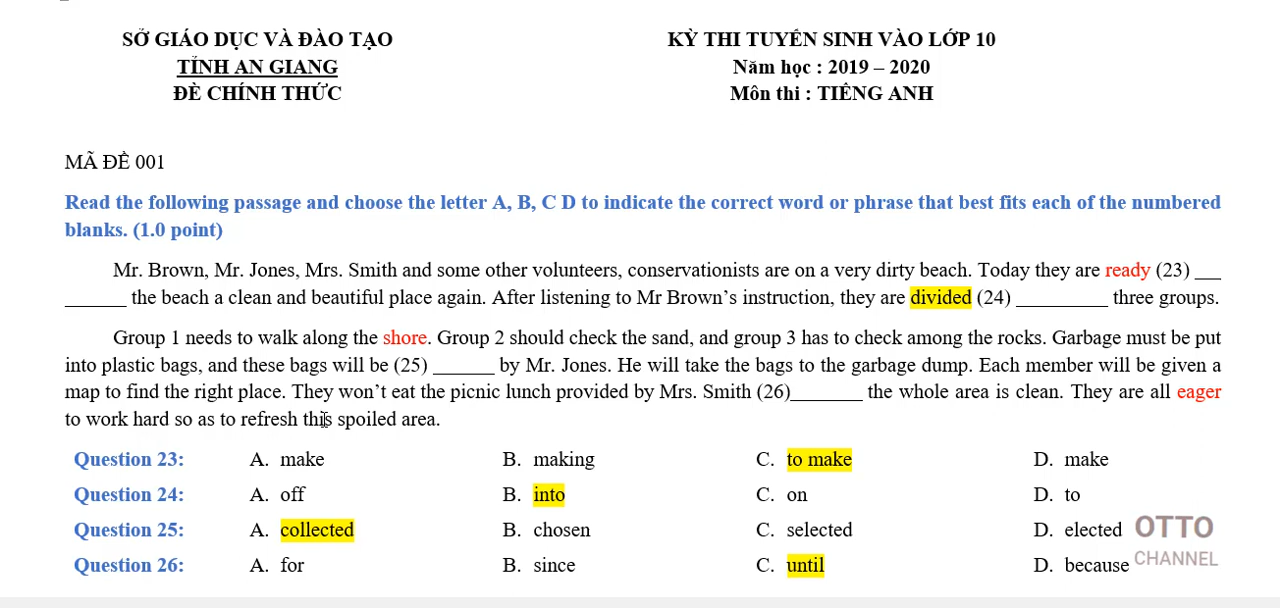 SỞ GIÁO DỤC VÀ ĐÀO TẠO
TỈNH AN GIANG
ĐỀ CHÍNH THỨC
KỲ THI TUYỂN SINH VÀO LỚP 10
Năm học : 2019 – 2020
Môn thi : TIẾNG ANH
MÃ ĐỀ 001
Read the following passage and choose the letter A, B, C D to indicate the correct word or phrase that best fits each of the numbered
blanks. (1.0 point)
Mr. Brown, Mr. Jones, Mrs. Smith and some other volunteers, conservationists are on a very dirty beach. Today they are ready (23) ___
______ the beach a clean and beautiful place again. After listening to Mr Brown’s instruction, they are divided (24) _________ three groups.
Group 1 needs to walk along the shore. Group 2 should check the sand, and group 3 has to check among the rocks. Garbage must be put
into plastic bags, and these bags will be (25) ______ by Mr. Jones. He will take the bags to the garbage dump. Each member will be given a
map to find the right place. They won’t eat the picnic lunch provided by Mrs. Smith (26)_______ the whole area is clean. They are all eager
to work hard so as to refresh this spoiled area.
Question 23: A. make B. making C. to make D. make
Question 24: A. off B. into C. on D. to
Question 25: A. collected B. chosen C. selected D. elected
Question 26: A. for B. since C. until D. because
OTTO
CHANNEL